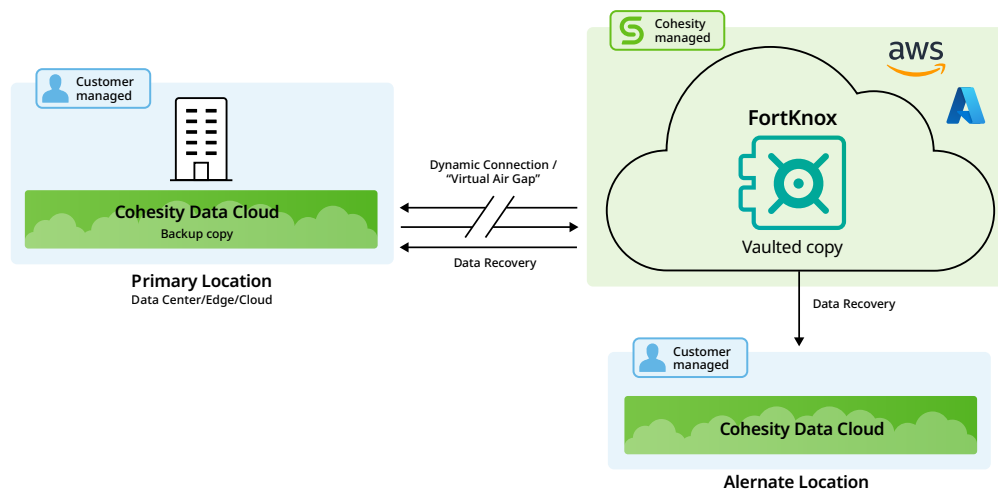 Customer
managed
Cohesity Data Cloud
Backup copy
Primary Location
Data Center/Edge/Cloud
Dynamic Connection /
“Virtual Air Gap”
Data Recovery
Cohesity
managed
aws
FortKnox
Vaulted copy
Data Recovery
Customer
managed
Cohesity Data Cloud
Alernate Location